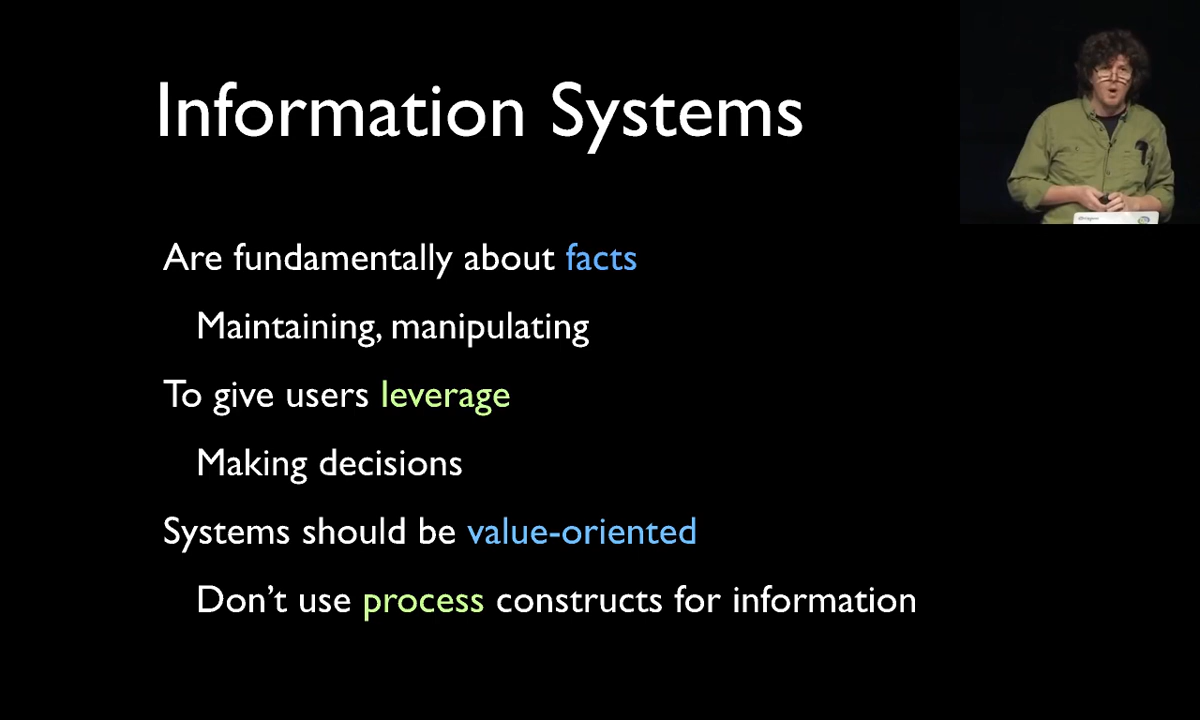 Information Systems
Are fundamentally about facts
Maintaining, manipulating
To give users leverage
Making decisions
Systems should be value-oriented
Don’t use process constructs for information